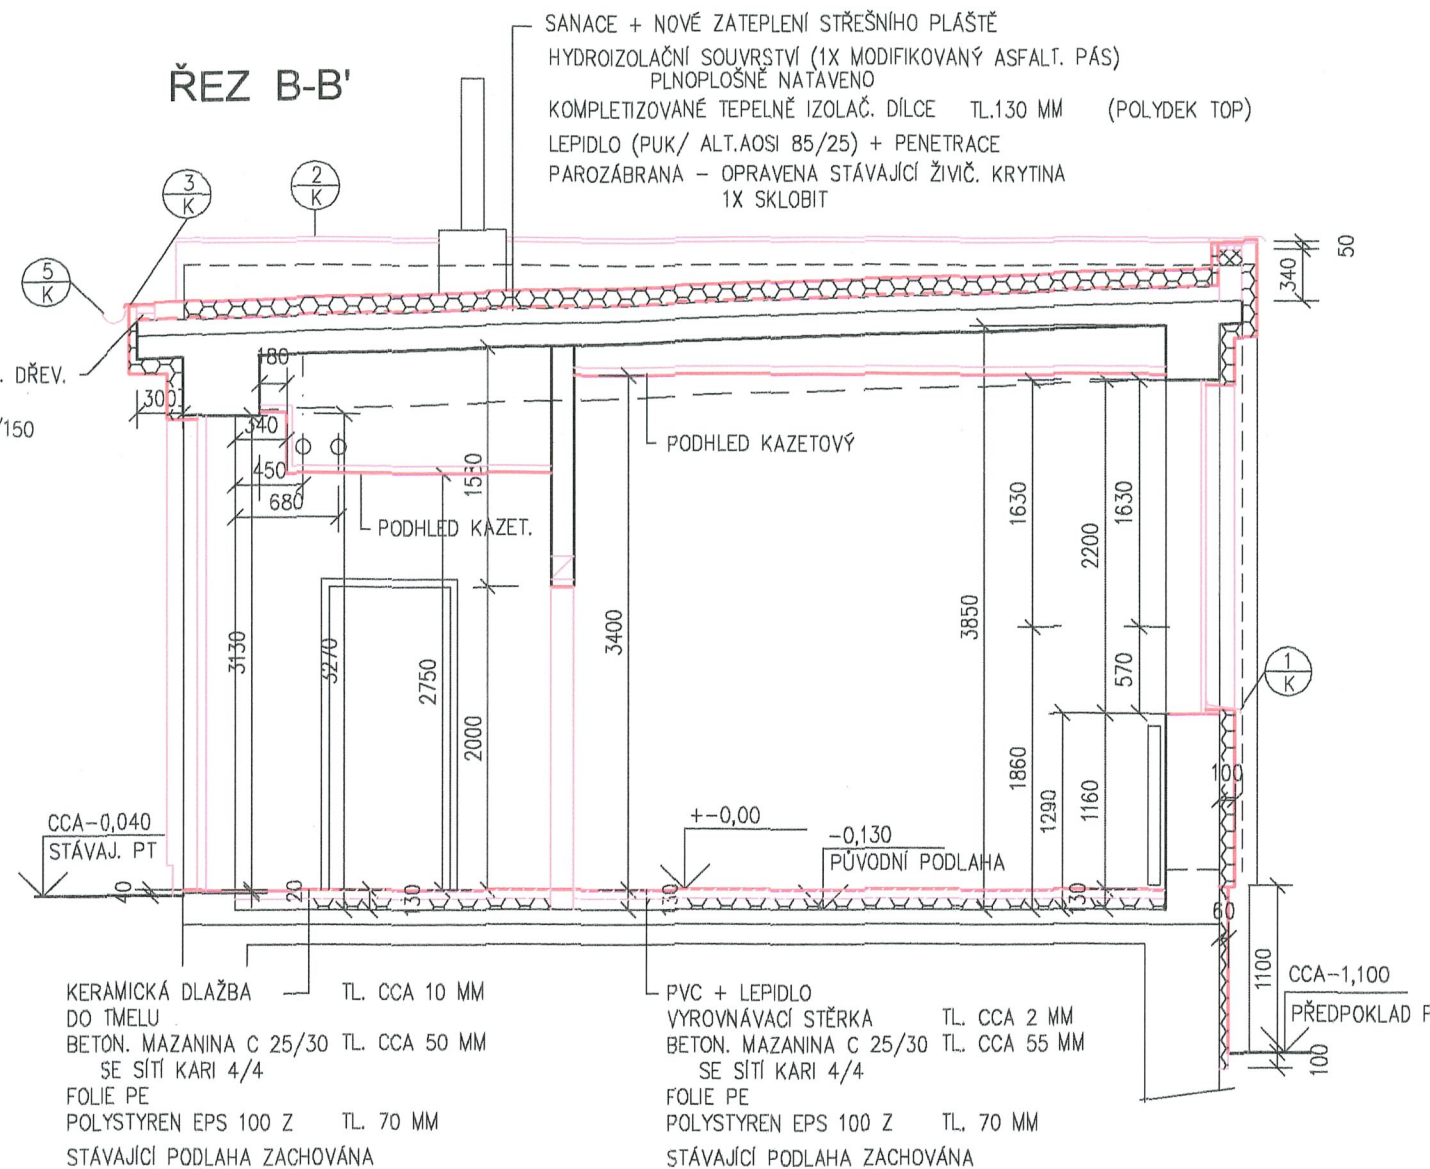 ŘEZ B-B'
SANACE + NOVÉ ZATEPLENÍ STŘEŠNÍHO PLÁŠTĚ
HYDROIZOLAČNÍ SOUVRSTVÍ (1X MODIFIKOVANÝ ASFALT. PÁS)
PLNOPLOŠNĚ NATAVENO
KOMPLETIZOVANÉ TEPELNĚ IZOLAČ. DÍLCE TL.130 MM (POLYDEK TOP)
LEPIDLO (PUK/ ALT.AOSI 85/25) + PENETRACE
PAROZÁBRANA – OPRAVENA STÁVAJÍCÍ ŽIVIČ. KRYTINA
1X SKLOBIT
3
K
2
K
5
K
50
340
. DŘEV.
/150
180
300
340
450
680
PODHLED KAZET.
PODHLED KAZETOVÝ
1630
1630
2200
3130
3270
2750
2000
3400
3850
570
1
K
1860
1290
1160
100
CCA-0,040
STÁVAJ. PT
+-0,00
-0,130
PŮVODNÍ PODLAHA
40
20
130
130
130
60
1100
CCA-1,100
PŘEDPOKLAD P
100
KERAMICKÁ DLAŽBA TL. CCA 10 MM
DO TMELU
BETON. MAZANINA C 25/30 TL. CCA 50 MM
SE SÍTÍ KARI 4/4
FOLIE PE
POLYSTYREN EPS 100 Z TL. 70 MM
STÁVAJÍCÍ PODLAHA ZACHOVÁNA
PVC + LEPIDLO
VYROVNÁVACÍ STĚRKA TL. CCA 2 MM
BETON. MAZANINA C 25/30 TL. CCA 55 MM
SE SÍTÍ KARI 4/4
FOLIE PE
POLYSTYREN EPS 100 Z TL. 70 MM
STÁVAJÍCÍ PODLAHA ZACHOVÁNA